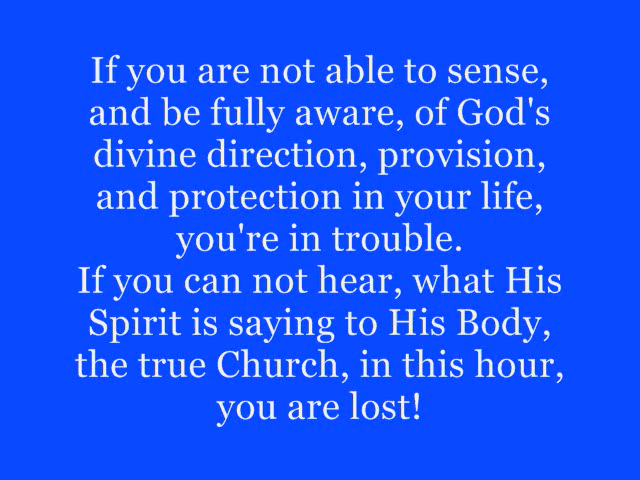 If you are not able to sense,
and be fully aware, of God's
divine direction, provision,
and protection in your life,
you're in trouble.
If you can not hear, what His
Spirit is saying to His Body,
the true Church, in this hour,
you are lost!